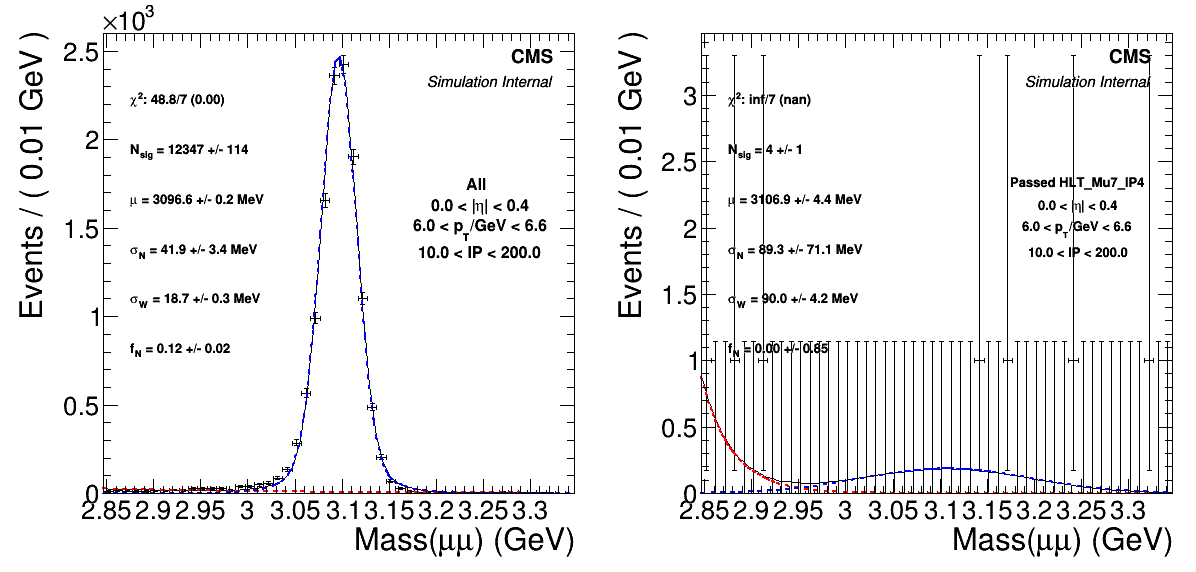 ×10³
Events / ( 0.01 GeV )
2.5
2
1.5
1
0.5
0
CMS
Simulation Internal
χ²: 48.8/7 (0.00)
N_sig = 12347 +/- 114
μ = 3096.6 +/- 0.2 MeV
σ_N = 41.9 +/- 3.4 MeV
σ_W = 18.7 +/- 0.3 MeV
f_N = 0.12 +/- 0.02
All
0.0 < |η| < 0.4
6.0 < p_T/GeV < 6.6
10.0 < IP < 200.0
2.85 2.9 2.95 3 3.05 3.1 3.15 3.2 3.25 3.3
Mass(μμ) (GeV)
Events / ( 0.01 GeV )
3
2.5
2
1.5
1
0.5
0
CMS
Simulation Internal
χ²: inf/7 (nan)
N_sig = 4 +/- 1
μ = 3106.9 +/- 4.4 MeV
σ_N = 89.3 +/- 71.1 MeV
σ_W = 90.0 +/- 4.2 MeV
f_N = 0.00 +/- 0.85
Passed HLT_Mu7_IP4
0.0 < |η| < 0.4
6.0 < p_T/GeV < 6.6
10.0 < IP < 200.0
2.85 2.9 2.95 3 3.05 3.1 3.15 3.2 3.25 3.3
Mass(μμ) (GeV)